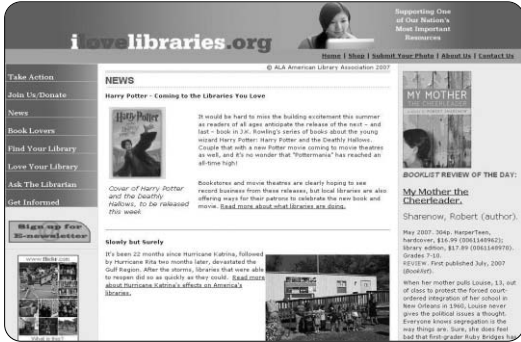 Supporting One
of Our Nation's
Most Important
Resources
ilovelibraries.org
Home | Shop | Submit Your Photo | About Us | Contact Us
© ALA American Library Association 2007
Take Action
Join Us/Donate
News
Book Lovers
Find Your Library
Love Your Library
Ask The Librarian
Get Informed
Sign up for
E-newsletter
What is this?
NEWS
Harry Potter - Coming to the Libraries You Love
It would be hard to miss the building excitement this summer
as readers of all ages anticipate the release of the next – and
last – book in J.K. Rowling's series of books about the young
wizard Harry Potter: Harry Potter and the Deathly Hallows.
Couple that with a new Potter movie coming to movie theatres
as well, and it's no wonder that "Pottermania" has reached an
all-time high!
Cover of Harry Potter
and the Deathly
Hallows, to be released
this week
Bookstores and movie theatres are clearly hoping to see
record business from these releases, but local libraries are also
offering ways for their patrons to celebrate the new book and
movie. Read more about what libraries are doing.
Slowly but Surely
It's been 22 months since Hurricane Katrina, followed
by Hurricane Rita two months later, devastated the
Gulf Region. After the storms, libraries that were able
to reopen did so as quickly as they could. Read more
about Hurricane Katrina's effects on America's
libraries.
MY MOTHER
THE CHEERLEADER
BOOKLIST REVIEW OF THE DAY:
My Mother the
Cheerleader.
Sharenow, Robert (author).
May 2007. 304p. HarperTeen,
hardcover, $16.99 (0061148962);
library edition, $17.89 (0061148970).
Grades 7-10.
REVIEW. First published July, 2007
(Booklist).
When her mother pulls Louise, 13, out
of class to protest the forced court-
ordered integration of her school in
New Orleans in 1960, Louise never
gives the political issues a thought.
Everyone knows segregation is the
way things are. Sure, she does feel
bad that first-grader Ruby Bridges has